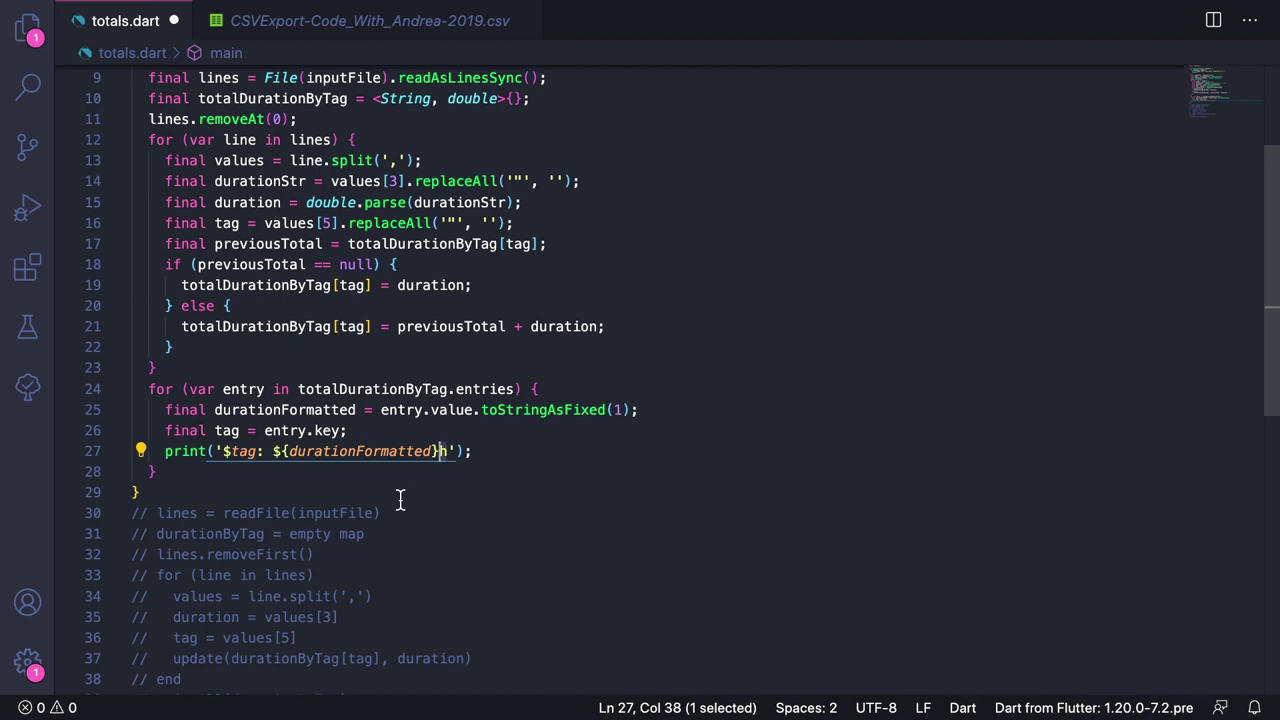 totals.dart
CSVExport-Code_With_Andrea-2019.csv
totals.dart > main
9 final lines = File(inputFile).readAsLinesSync();
10 final totalDurationByTag = <String, double>{};
11 lines.removeAt(0);
12 for (var line in lines) {
13 final values = line.split(',');
14 final durationStr = values[3].replaceAll('"', '');
15 final duration = double.parse(durationStr);
16 final tag = values[5].replaceAll('"', '');
17 final previousTotal = totalDurationByTag[tag];
18 if (previousTotal == null) {
19 totalDurationByTag[tag] = duration;
20 } else {
21 totalDurationByTag[tag] = previousTotal + duration;
22 }
23 }
24 for (var entry in totalDurationByTag.entries) {
25 final durationFormatted = entry.value.toStringAsFixed(1);
26 final tag = entry.key;
27 print('$tag: ${durationFormatted}h');
28 }
29 }
30 // lines = readFile(inputFile)
31 // durationByTag = empty map
32 // lines.removeFirst()
33 // for (line in lines)
34 //   values = line.split(',')
35 //   duration = values[3]
36 //   tag = values[5]
37 //   update(durationByTag[tag], duration)
38 // end
1
1
0 0
Ln 27, Col 38 (1 selected)
Spaces: 2
UTF-8
LF
Dart
Dart from Flutter: 1.20.0-7.2.pre